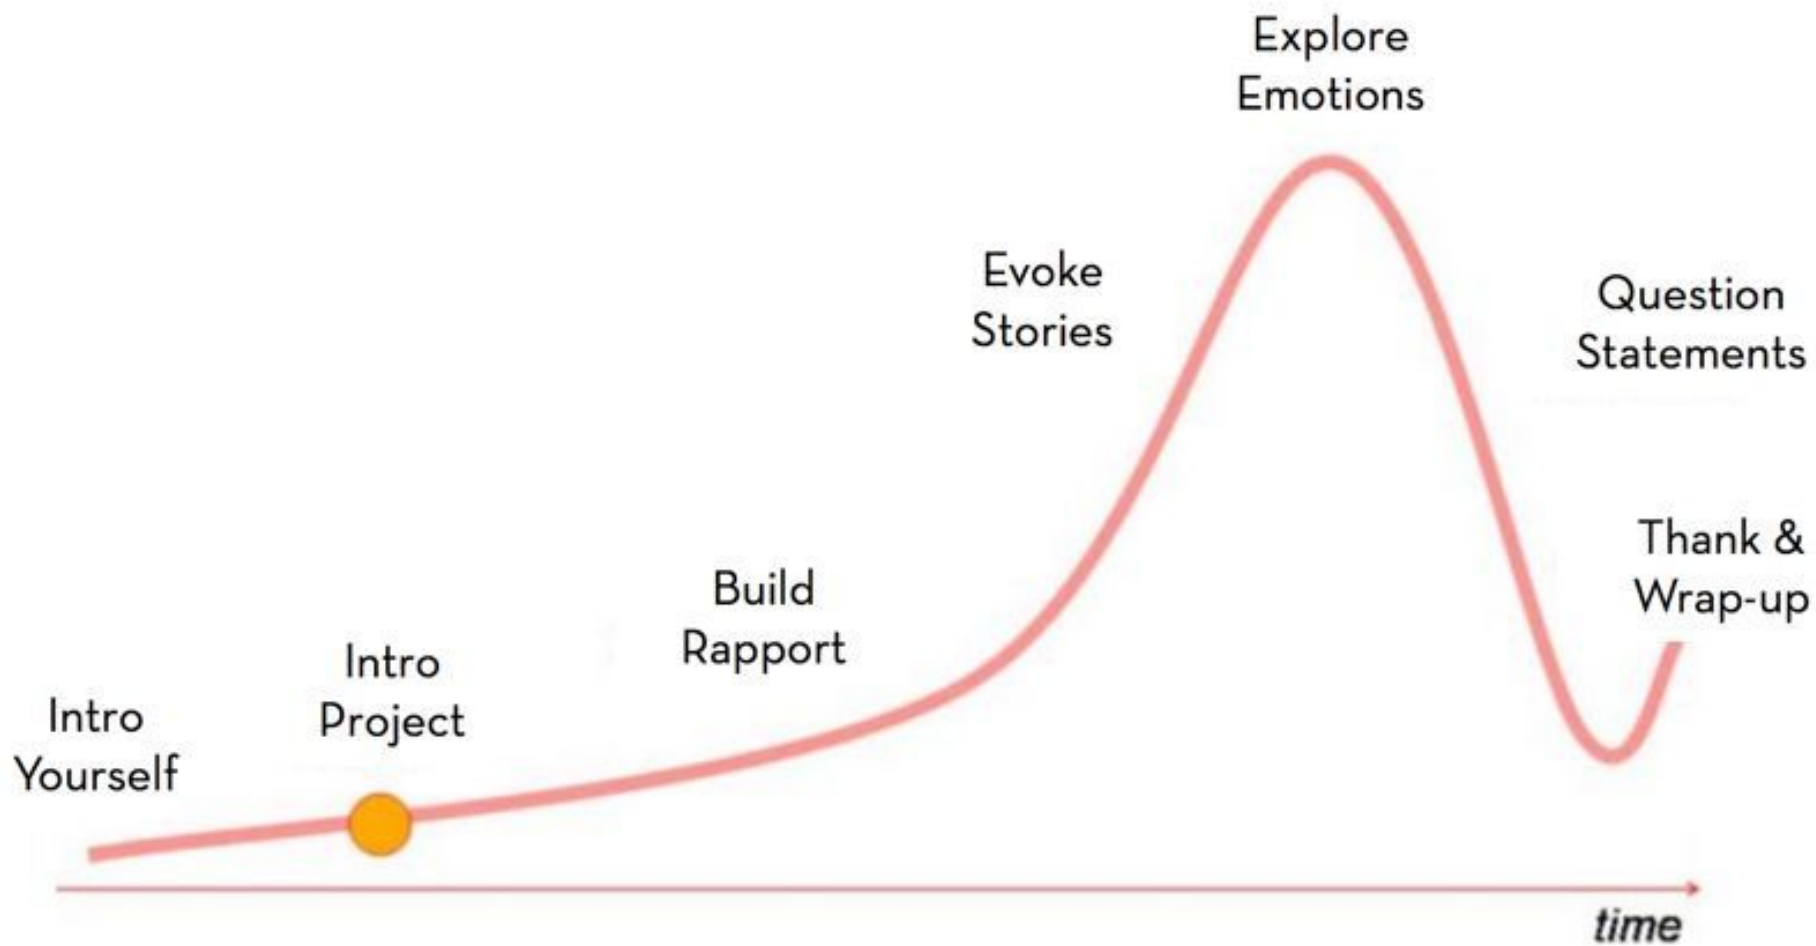 Intro
Yourself
Intro
Project
Build
Rapport
Evoke
Stories
Explore
Emotions
Question
Statements
Thank &
Wrap-up
time